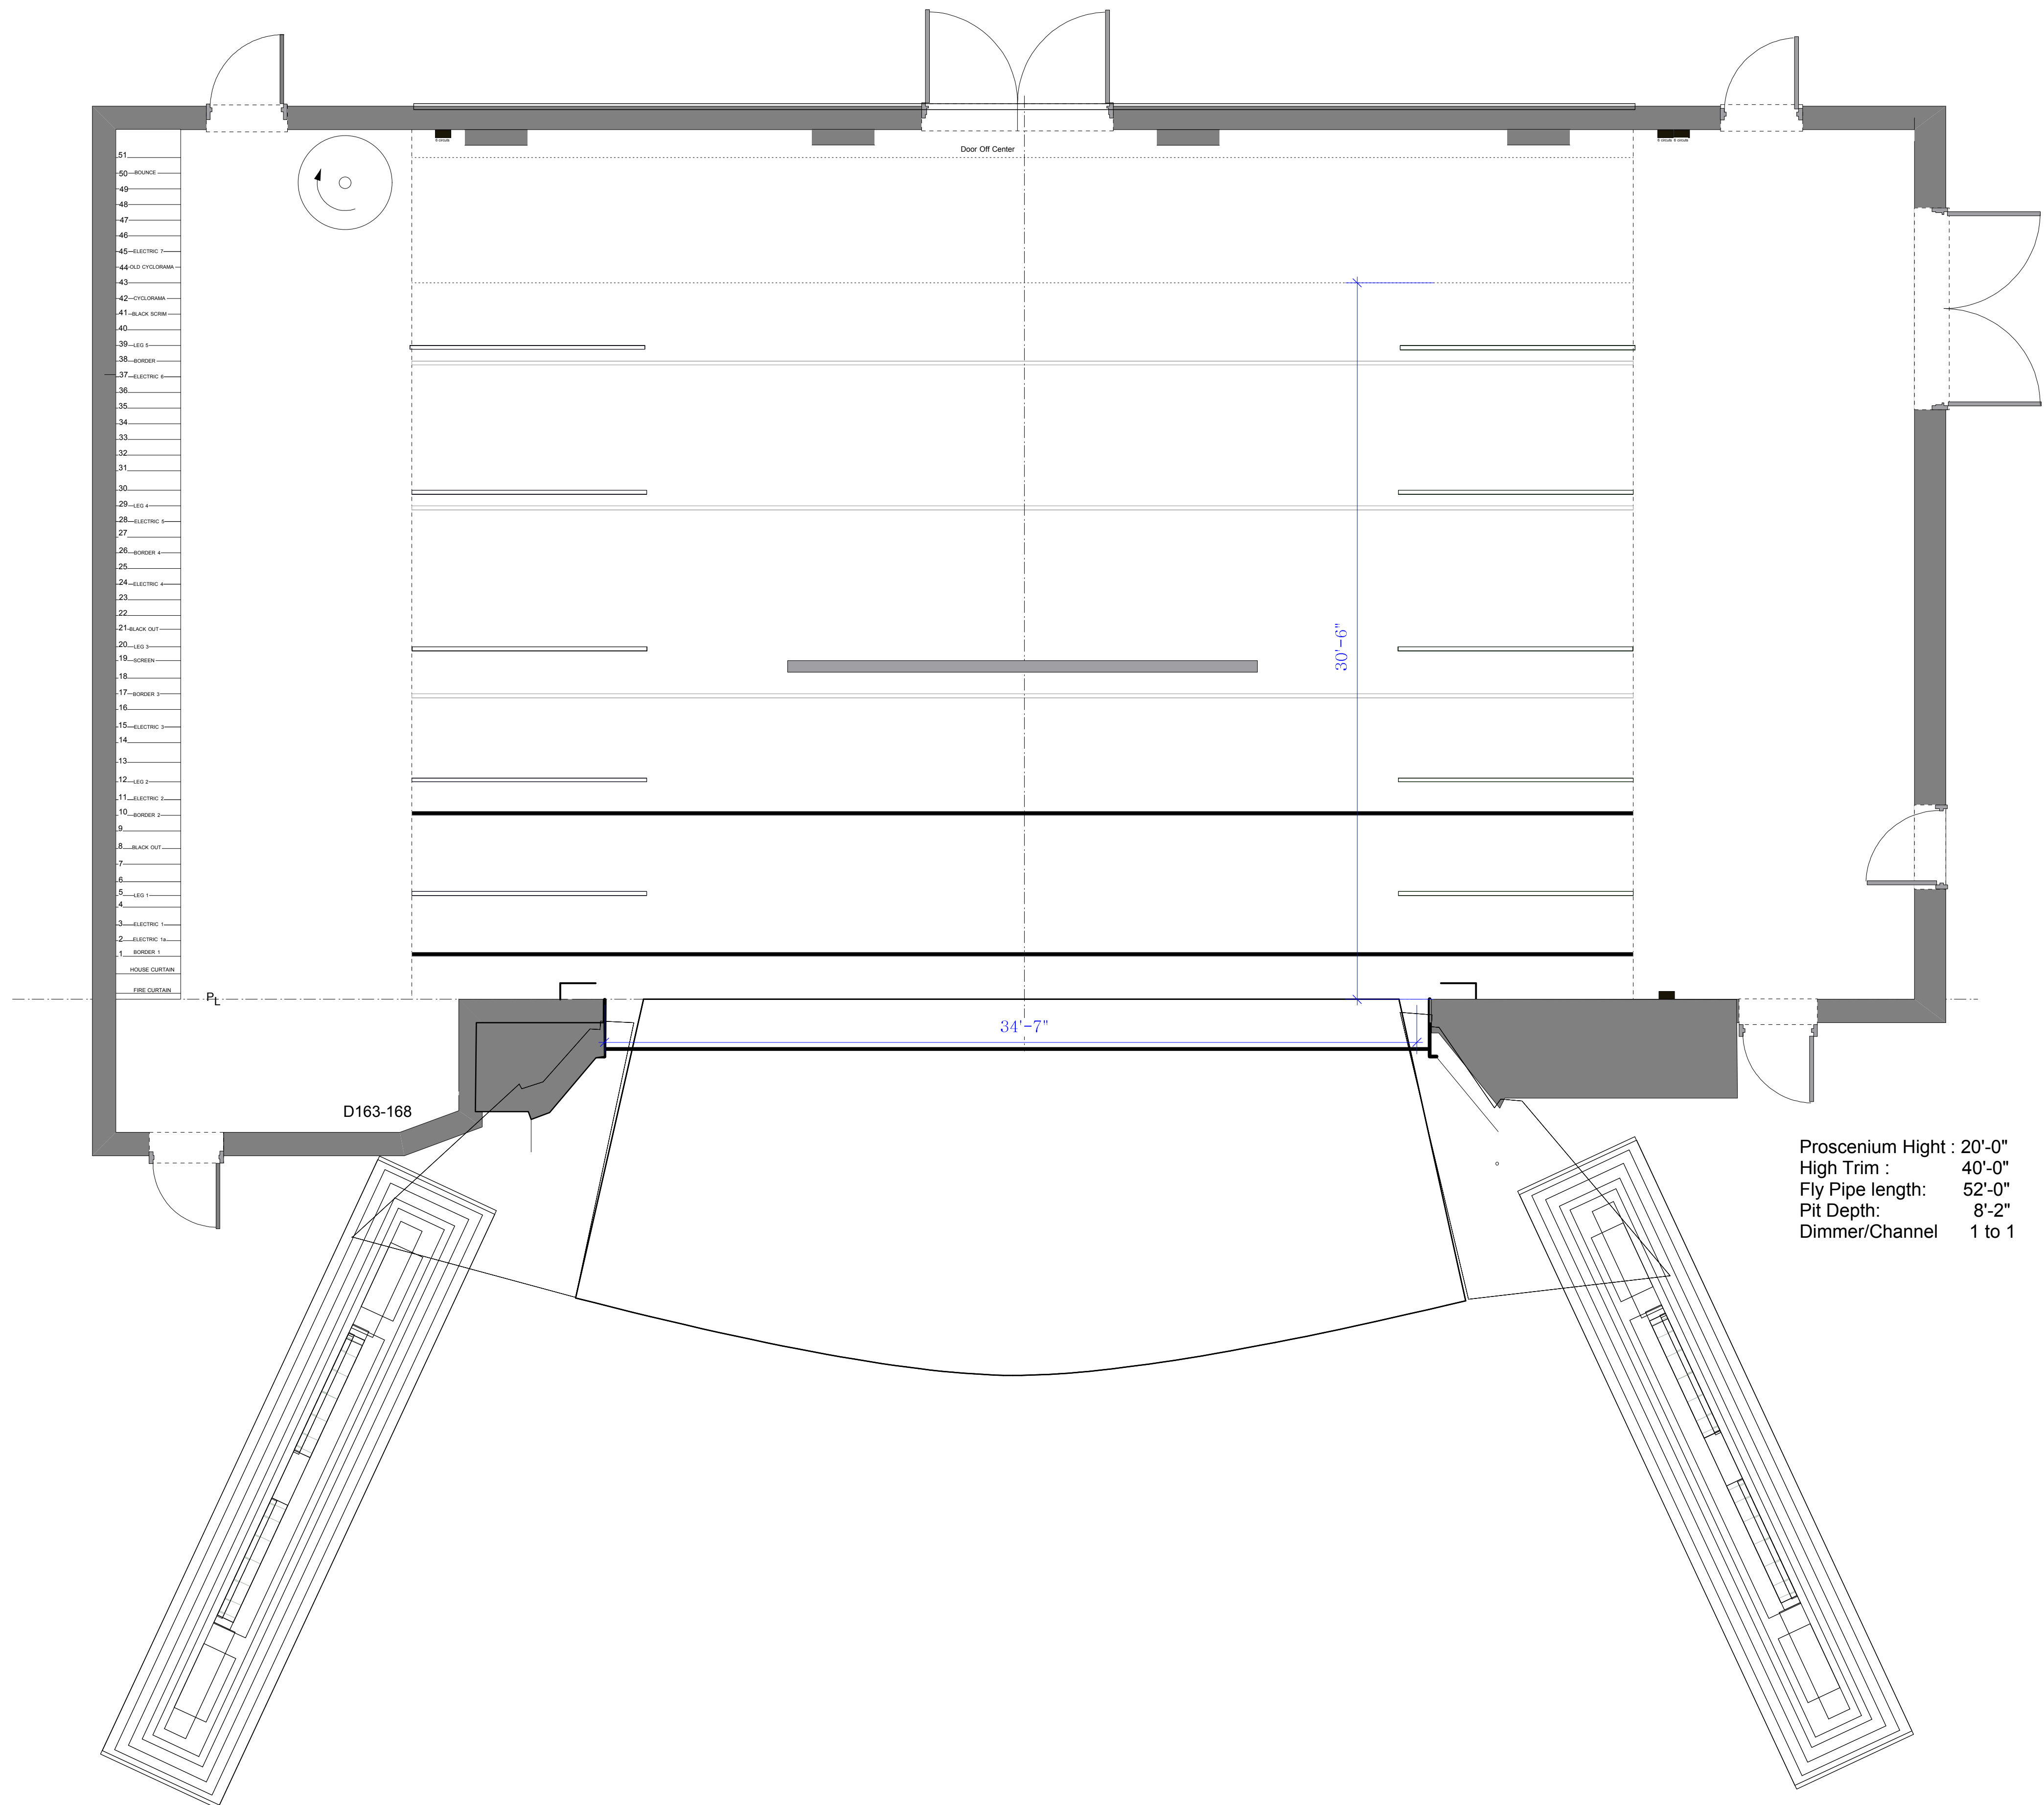 Door Off Center
6 circuits
6 circuits 6 circuits
51
50 BOUNCE
49
48
47
46
45 ELECTRIC 7
44 OLD CYCLORAMA
43
42 CYCLORAMA
41 BLACK SCRIM
40
39 LEG 5
38 BORDER
37 ELECTRIC 6
36
35
34
33
32
31
30
29 LEG 4
28 ELECTRIC 5
27
26 BORDER 4
25
24 ELECTRIC 4
23
22
21 BLACK OUT
20 LEG 3
19 SCREEN
18
17 BORDER 3
16
15 ELECTRIC 3
14
13
12 LEG 2
11 ELECTRIC 2
10 BORDER 2
9
8 BLACK OUT
7
6
5 LEG 1
4
3 ELECTRIC 1
2 ELECTRIC 1a
1 BORDER 1
HOUSE CURTAIN
FIRE CURTAIN
PL
30'-6"
34'-7"
D163-168
Proscenium Hight : 20'-0"
High Trim : 40'-0"
Fly Pipe length: 52'-0"
Pit Depth: 8'-2"
Dimmer/Channel 1 to 1